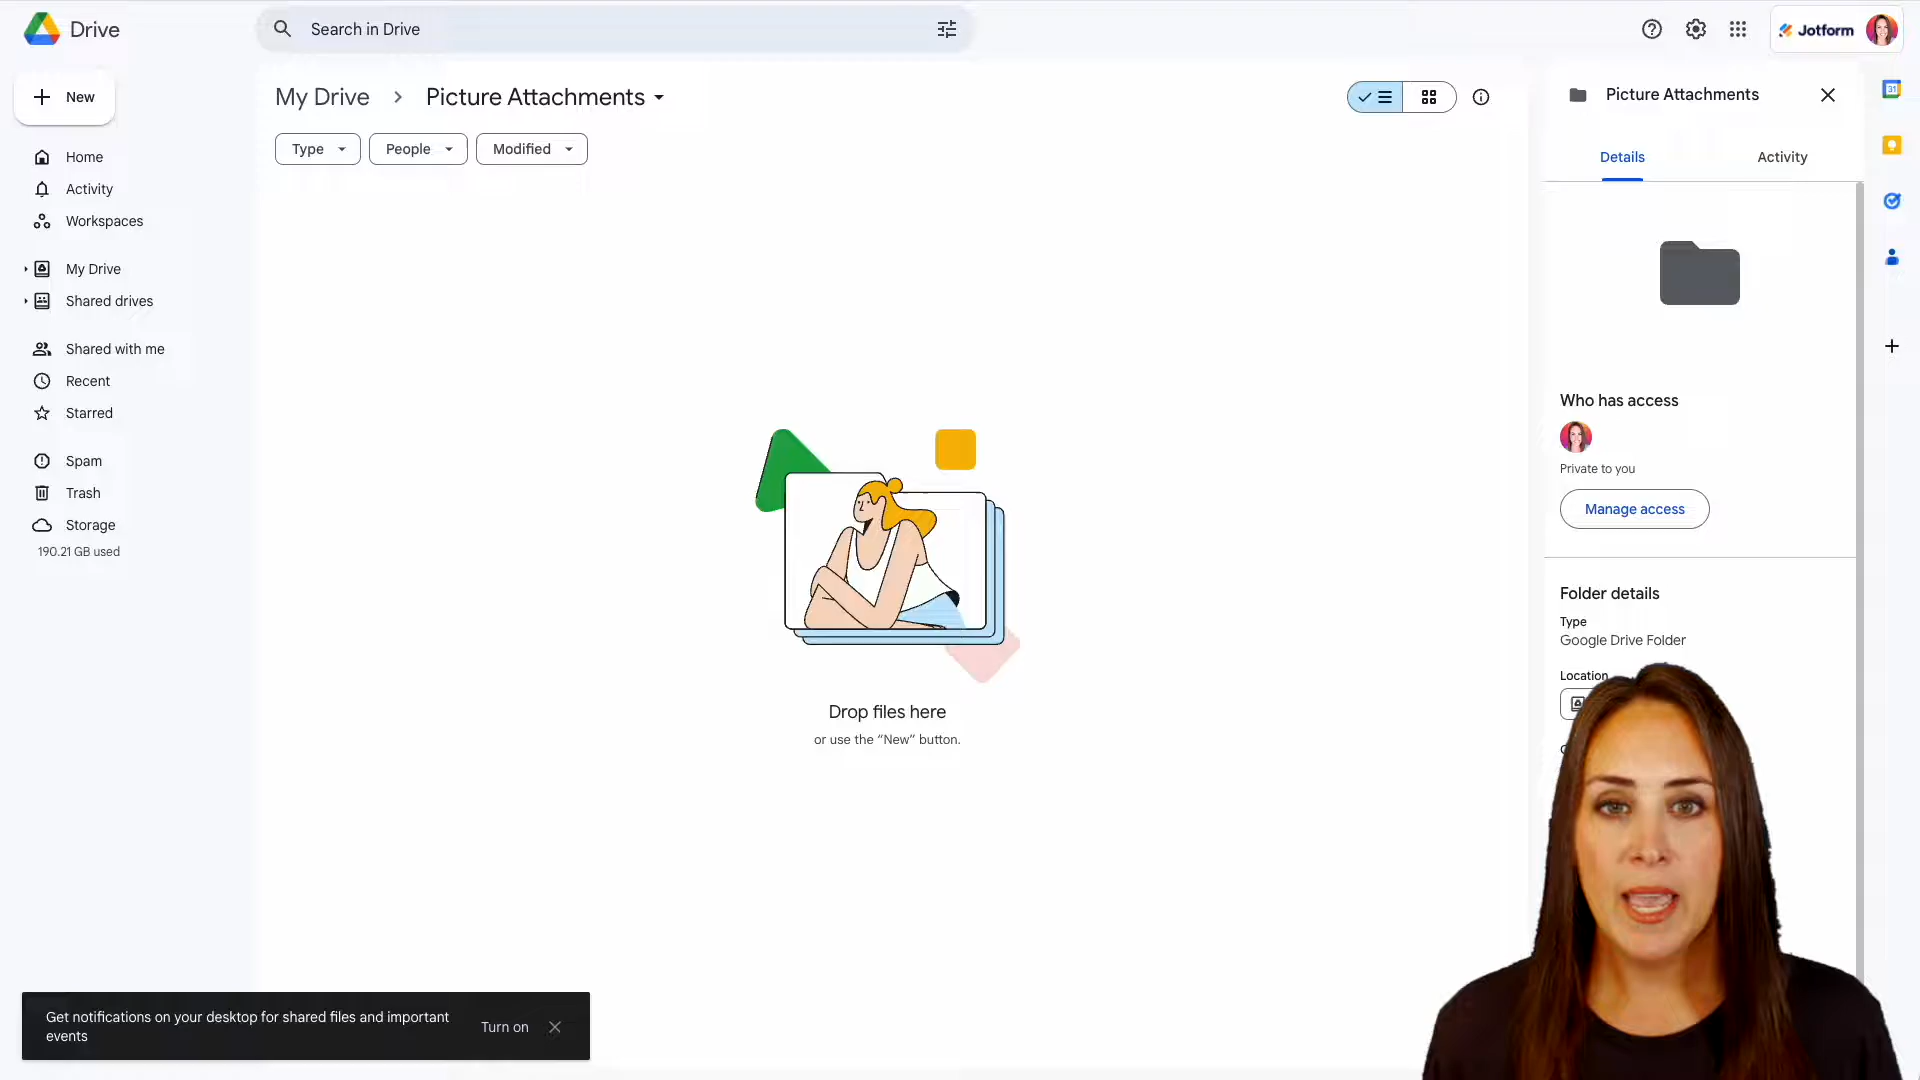 Drive
Search in Drive
Jotform
New
My Drive
Picture Attachments
Picture Attachments
Type
People
Modified
Details
Activity
Home
Activity
Workspaces
My Drive
Shared drives
Shared with me
Recent
Starred
Spam
Trash
Storage
190.21 GB used
31
Who has access
Private to you
Manage access
Folder details
Type
Google Drive Folder
Location
Drop files here
or use the “New” button.
Get notifications on your desktop for shared files and important
events
Turn on